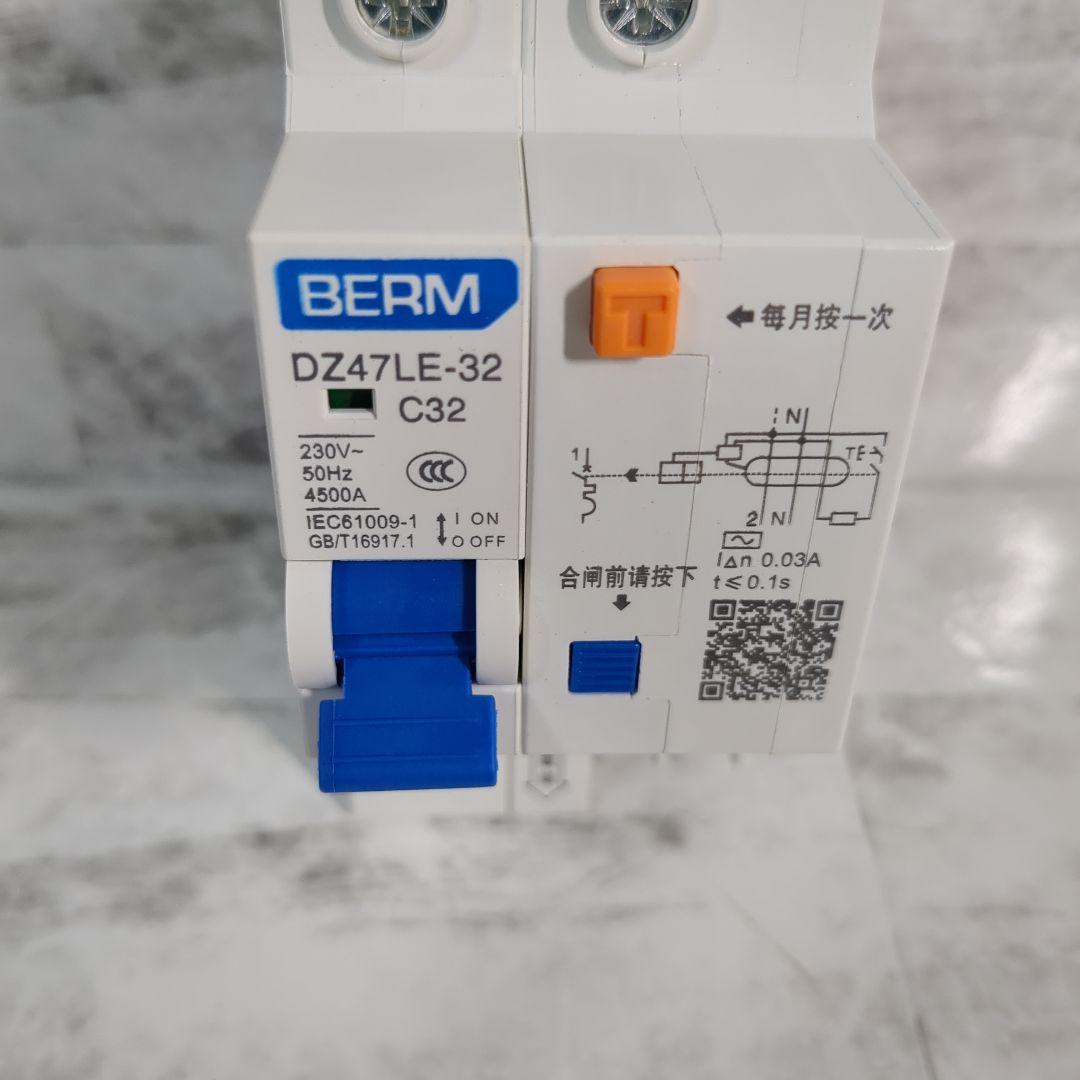 BERM
DZ47LE-32
C32
230V~
50Hz
4500A
CCC
IEC61009-1
GB/T16917.1
I ON
O OFF
T
每月按一次
N
1
TE
2 N
合闸前请按下
I△n 0.03A
t≤0.1s